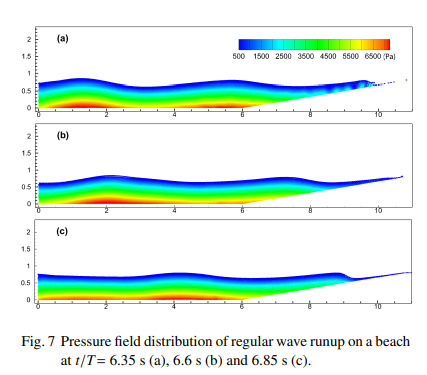 (a)
2
1.5
1
0.5
0
500 1500 2500 3500 4500 5500 6500 (Pa)
0 2 4 6 8 10
(b)
2
1.5
1
0.5
0
0 2 4 6 8 10
(c)
2
1.5
1
0.5
0
0 2 4 6 8 10
Fig. 7 Pressure field distribution of regular wave runup on a beach
at t/T= 6.35 s (a), 6.6 s (b) and 6.85 s (c).